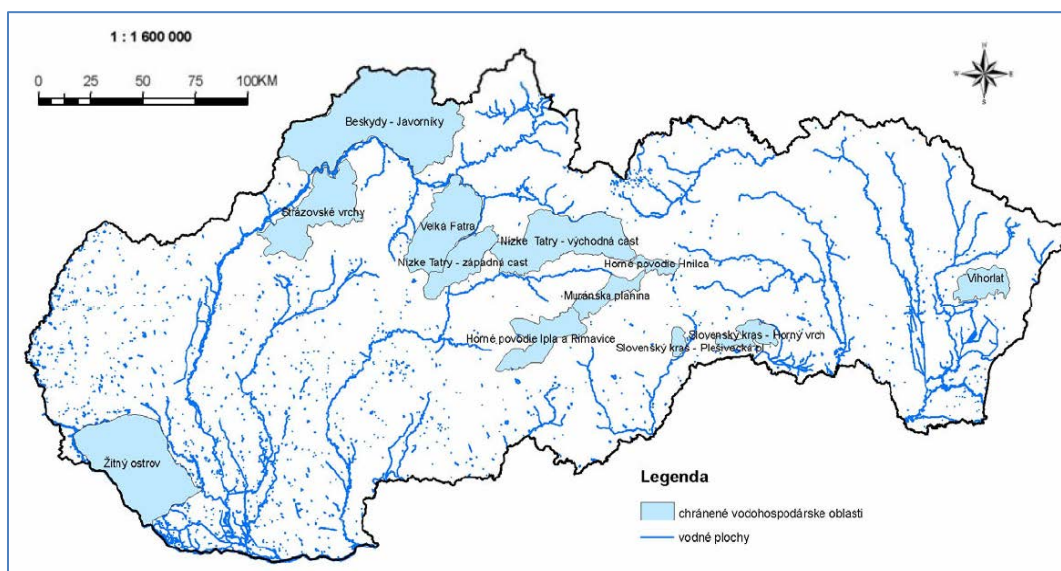 1 : 1 600 000
0 25 50 75 100KM
Beskydy - Javorníky
Strážovské vrchy
Veľká Fatra
Nízke Tatry - východná časť
Nízke Tatry - západná časť
Horné povodie Hnilca
Muránska planina
Vihorlat
Horné povodie Ipľa a Rimavice
Slovenský kras - Horný vrch
Slovenský kras - Plešivecká pl
Žitný ostrov
Legenda
chránené vodohospodárske oblasti
vodné plochy